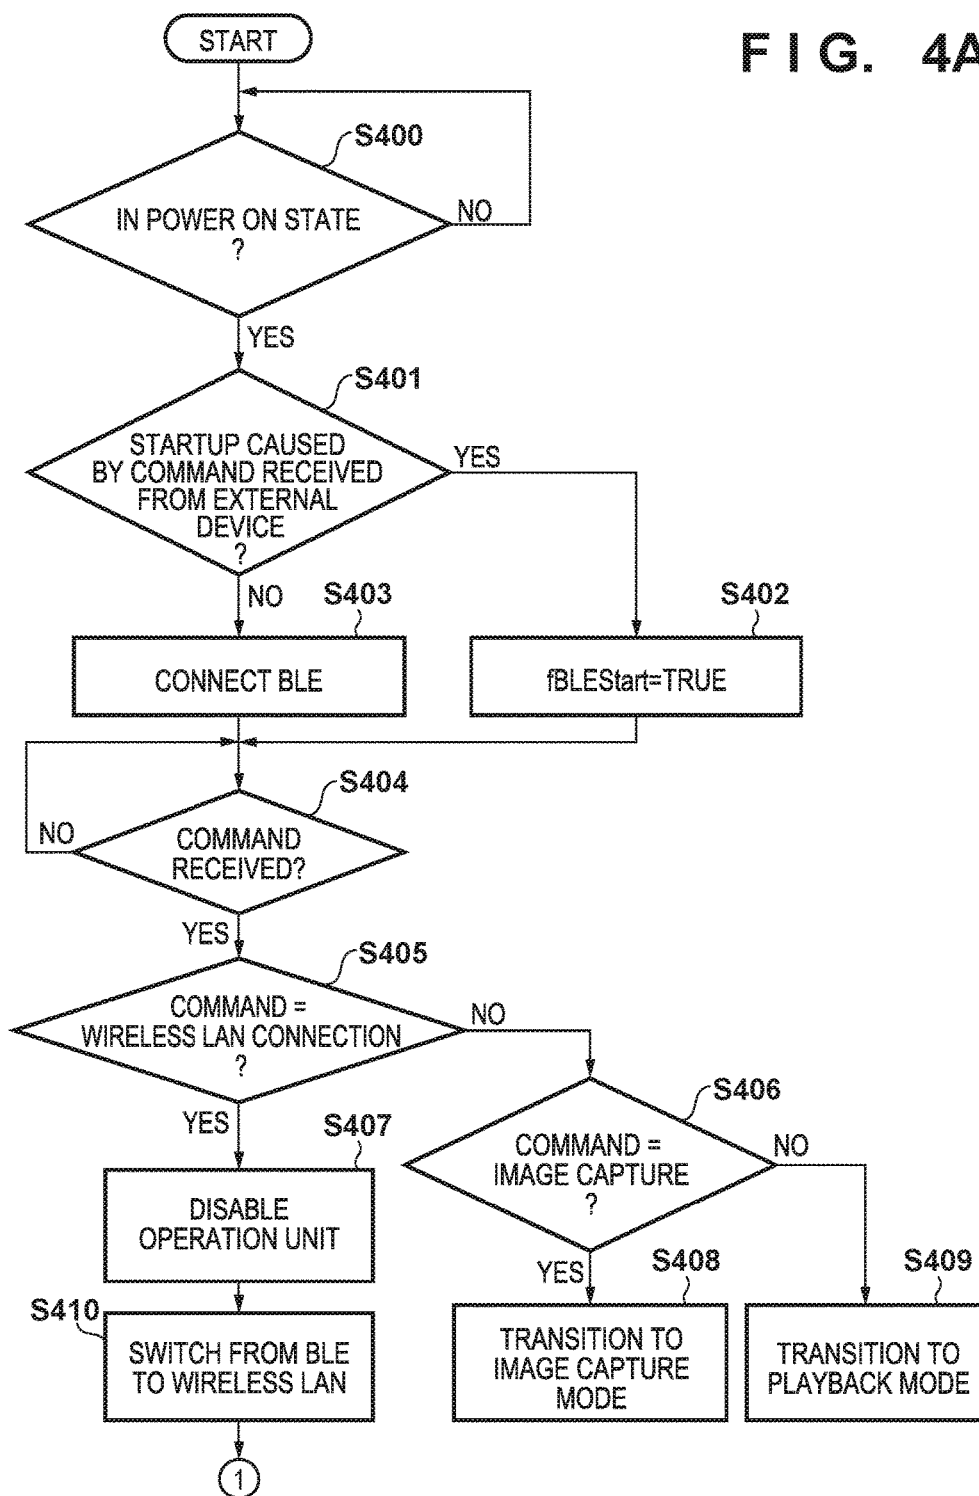 START
FIG. 4A
S400
IN POWER ON STATE
?
NO
YES
S401
STARTUP CAUSED
BY COMMAND RECEIVED
FROM EXTERNAL
DEVICE
?
YES
NO
S403
CONNECT BLE
S402
fBLEStart=TRUE
S404
COMMAND
RECEIVED?
NO
YES
S405
COMMAND =
WIRELESS LAN CONNECTION
?
NO
YES
S406
COMMAND =
IMAGE CAPTURE
?
NO
YES
S407
DISABLE
OPERATION UNIT
S408
TRANSITION TO
IMAGE CAPTURE
MODE
S409
TRANSITION TO
PLAYBACK MODE
S410
SWITCH FROM BLE
TO WIRELESS LAN
1